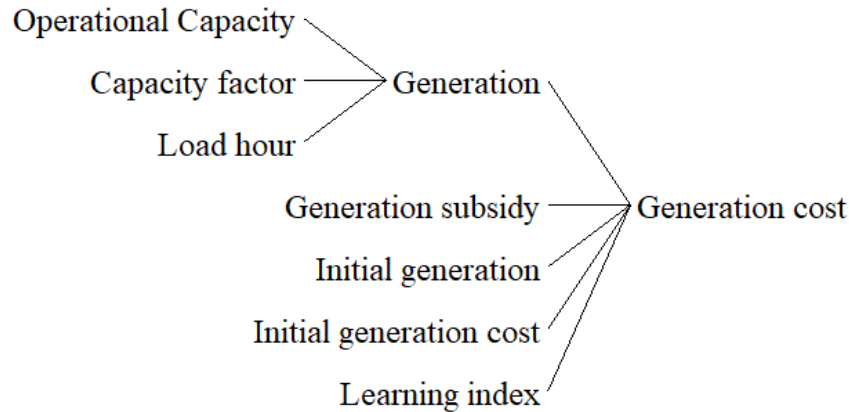 Operational Capacity
Capacity factor
Generation
Load hour
Generation subsidy
Generation cost
Initial generation
Initial generation cost
Learning index